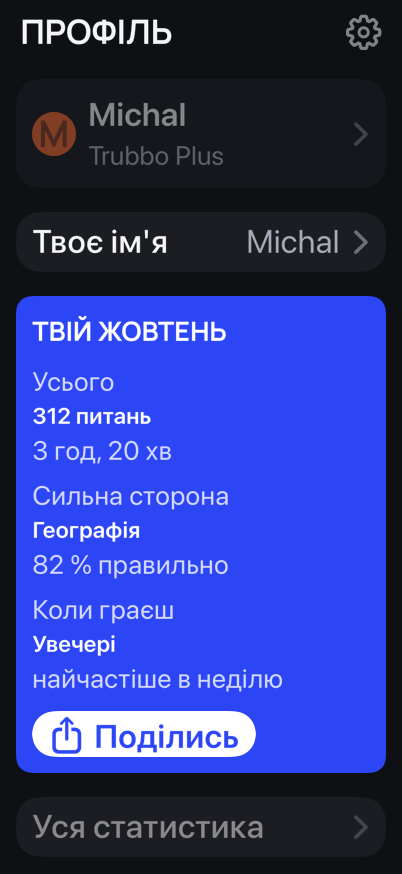 ПРОФІЛЬ
M
Michal
Trubbo Plus
Твоє ім'я
Michal
ТВІЙ ЖОВТЕНЬ
Усього
312 питань
3 год, 20 хв
Сильна сторона
Географія
82 % правильно
Коли граєш
Увечері
найчастіше в неділю
Поділись
Уся статистика